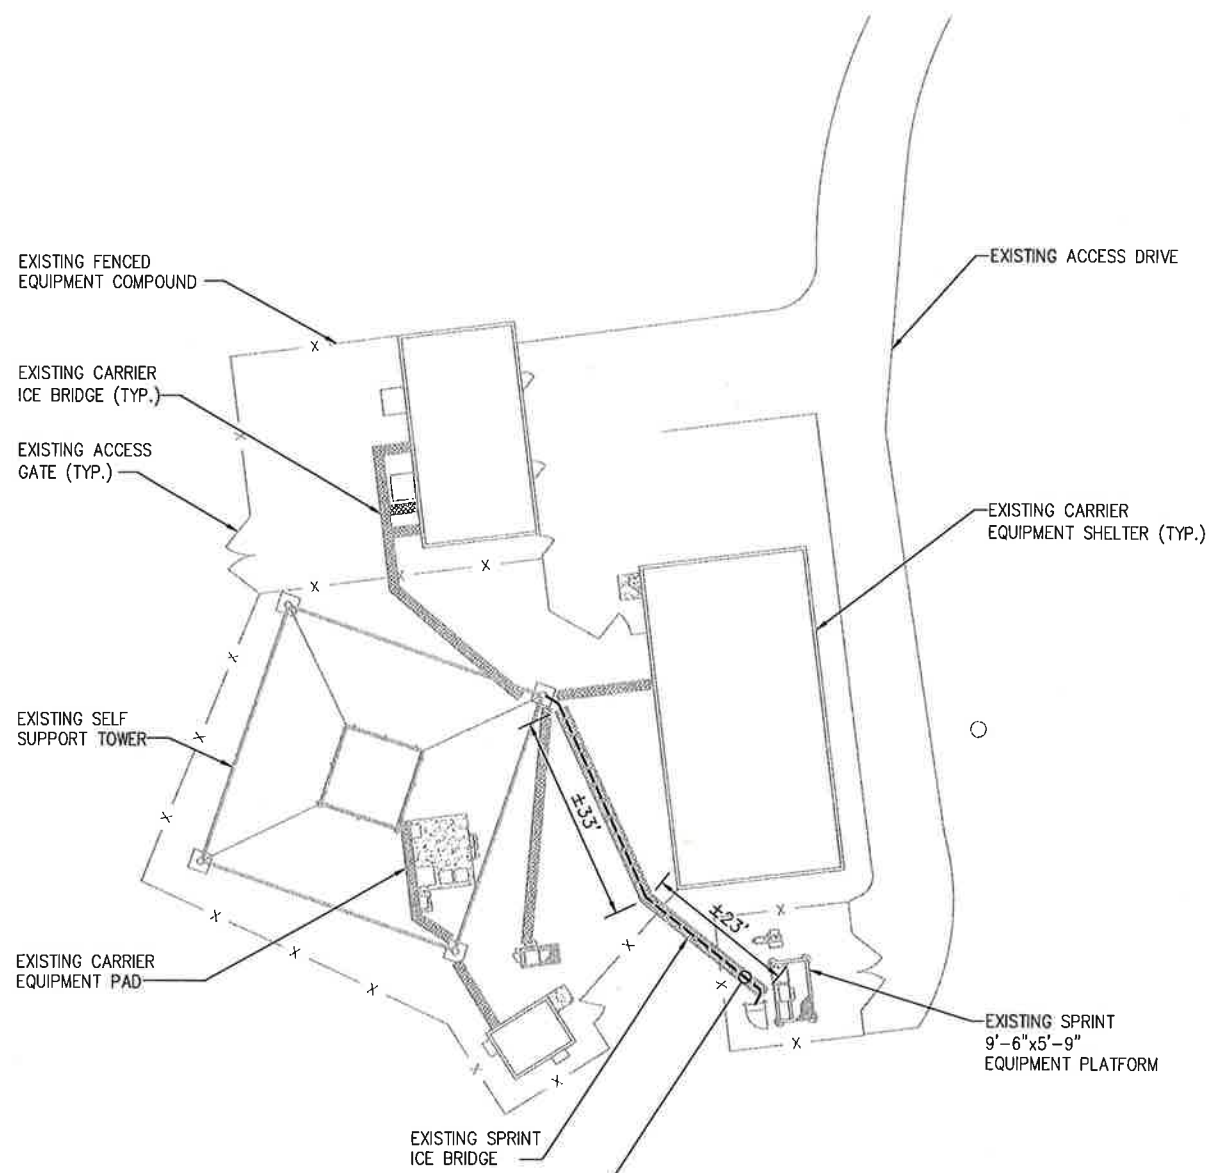 EXISTING FENCED
EQUIPMENT COMPOUND
EXISTING ACCESS DRIVE
EXISTING CARRIER
ICE BRIDGE (TYP.)
EXISTING ACCESS
GATE (TYP.)
EXISTING CARRIER
EQUIPMENT SHELTER (TYP.)
EXISTING SELF
SUPPORT TOWER
±33'
±23'
EXISTING CARRIER
EQUIPMENT PAD
EXISTING SPRINT
9'-6"x5'-9"
EQUIPMENT PLATFORM
EXISTING SPRINT
ICE BRIDGE